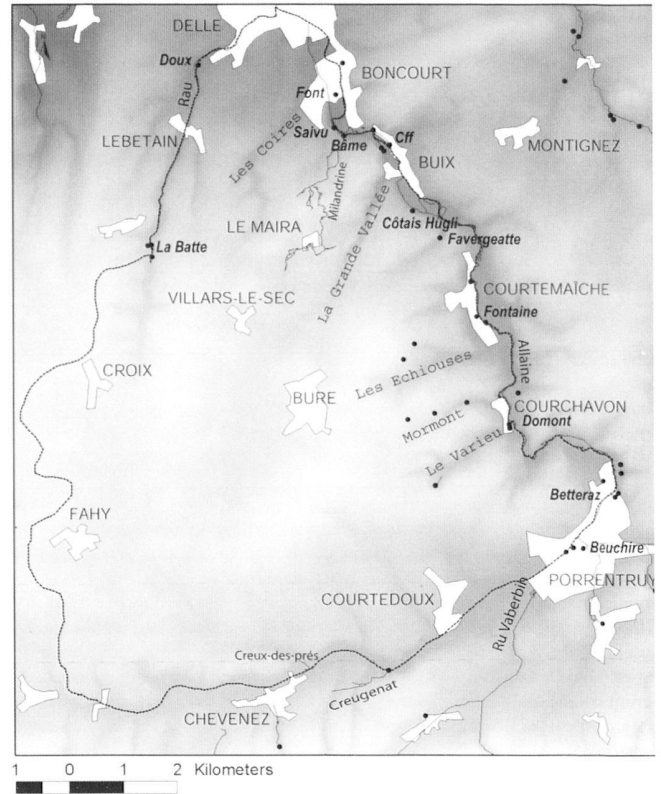 DELLE
Doux
BONCOURT
Rau
Font
LEBETAIN
Les Coires
Saivu
Bâme
Cff
BUIX
MONTIGNEZ
Milandrine
La Grande Vallée
LE MAIRA
Côtais Hugli
Favergeatte
La Batte
COURTEMAÎCHE
VILLARS-LE-SEC
Fontaine
Allaine
CROIX
Les Echiouses
BURE
COURCHAVON
Mormont
Domont
Le Varieu
Betteraz
FAHY
Beuchire
PORRENTRUY
COURTEDOUX
Ru Vaberbin
Creux-des-prés
Creugenat
CHEVENEZ
1 0 1 2 Kilometers